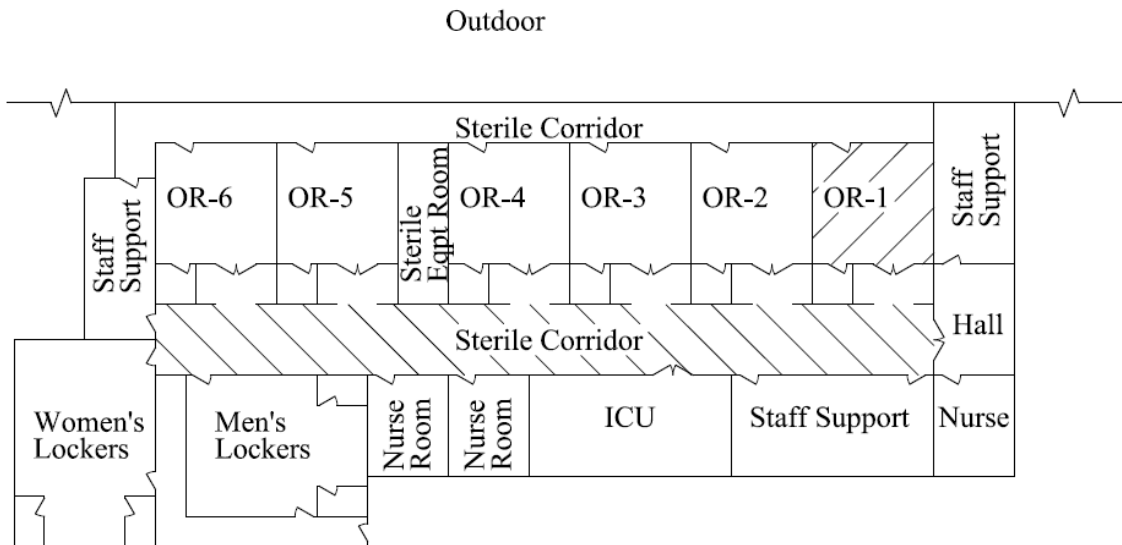 Outdoor
Sterile Corridor
Staff
Support
OR-6
OR-5
Sterile
Eqpt Room
OR-4
OR-3
OR-2
OR-1
Staff
Support
Sterile Corridor
Hall
Women's
Lockers
Men's
Lockers
Nurse
Room
Nurse
Room
ICU
Staff Support
Nurse